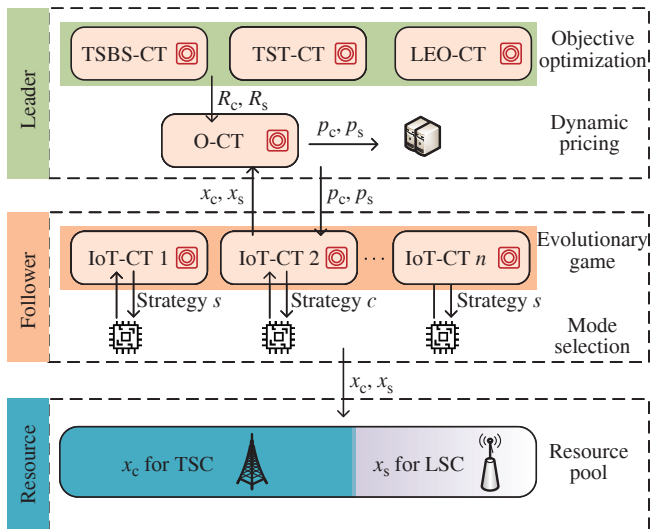 Leader
TSBS-CT
TST-CT
LEO-CT
Objective
optimization
R_c, R_s
O-CT
p_c, p_s
Dynamic
pricing
x_c, x_s
p_c, p_s
Follower
IoT-CT 1
IoT-CT 2
...
IoT-CT n
Evolutionary
game
Strategy s
Strategy c
Strategy s
Mode
selection
x_c, x_s
Resource
x_c for TSC
x_s for LSC
Resource
pool